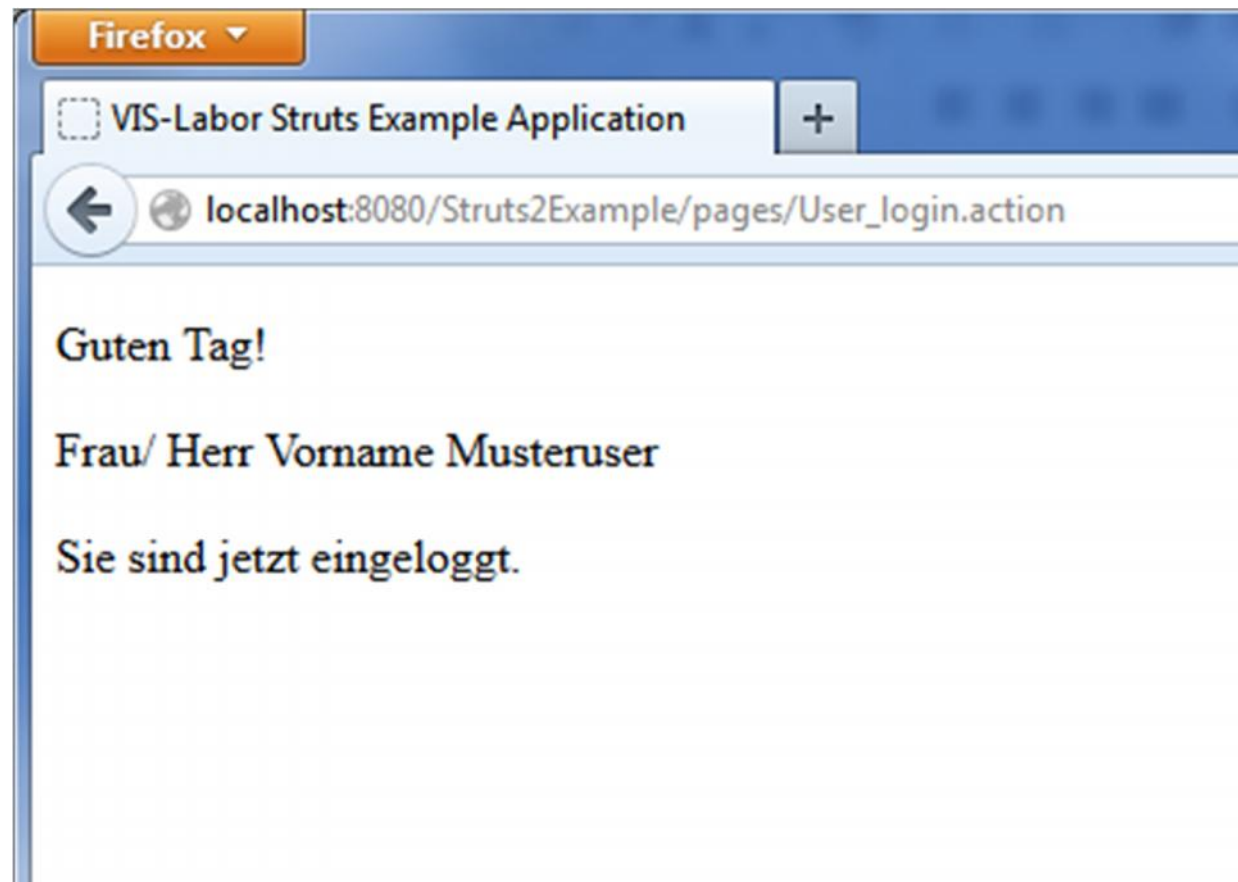 Firefox
VIS-Labor Struts Example Application
localhost:8080/Struts2Example/pages/User_login.action
Guten Tag!
Frau/ Herr Vorname Musteruser
Sie sind jetzt eingeloggt.